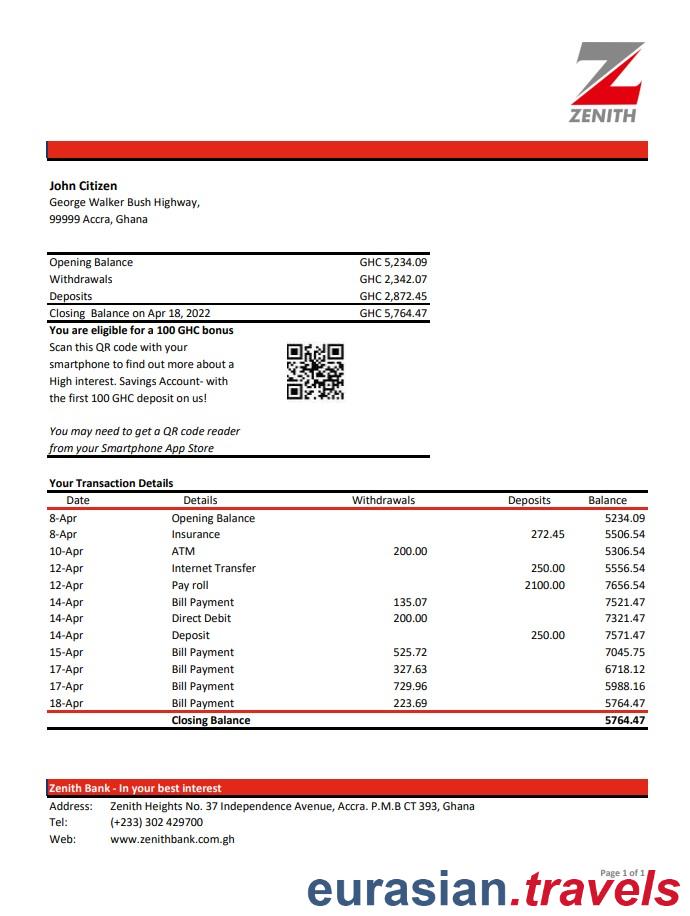 ZENITH
John Citizen
George Walker Bush Highway,
99999 Accra, Ghana
Opening Balance GHC 5,234.09
Withdrawals GHC 2,342.07
Deposits GHC 2,872.45
Closing Balance on Apr 18, 2022 GHC 5,764.47
You are eligible for a 100 GHC bonus
Scan this QR code with your
smartphone to find out more about a
High interest. Savings Account- with
the first 100 GHC deposit on us!
You may need to get a QR code reader
from your Smartphone App Store
Your Transaction Details
Date Details Withdrawals Deposits Balance
8-Apr Opening Balance 5234.09
8-Apr Insurance 272.45 5506.54
10-Apr ATM 200.00 5306.54
12-Apr Internet Transfer 250.00 5556.54
12-Apr Pay roll 2100.00 7656.54
14-Apr Bill Payment 135.07 7521.47
14-Apr Direct Debit 200.00 7321.47
14-Apr Deposit 250.00 7571.47
15-Apr Bill Payment 525.72 7045.75
17-Apr Bill Payment 327.63 6718.12
17-Apr Bill Payment 729.96 5988.16
18-Apr Bill Payment 223.69 5764.47
Closing Balance 5764.47
Zenith Bank - In your best interest
Address: Zenith Heights No. 37 Independence Avenue, Accra. P.M.B CT 393, Ghana
Tel: (+233) 302 429700
Web: www.zenithbank.com.gh
Page 1 of 1
eurasian.travels